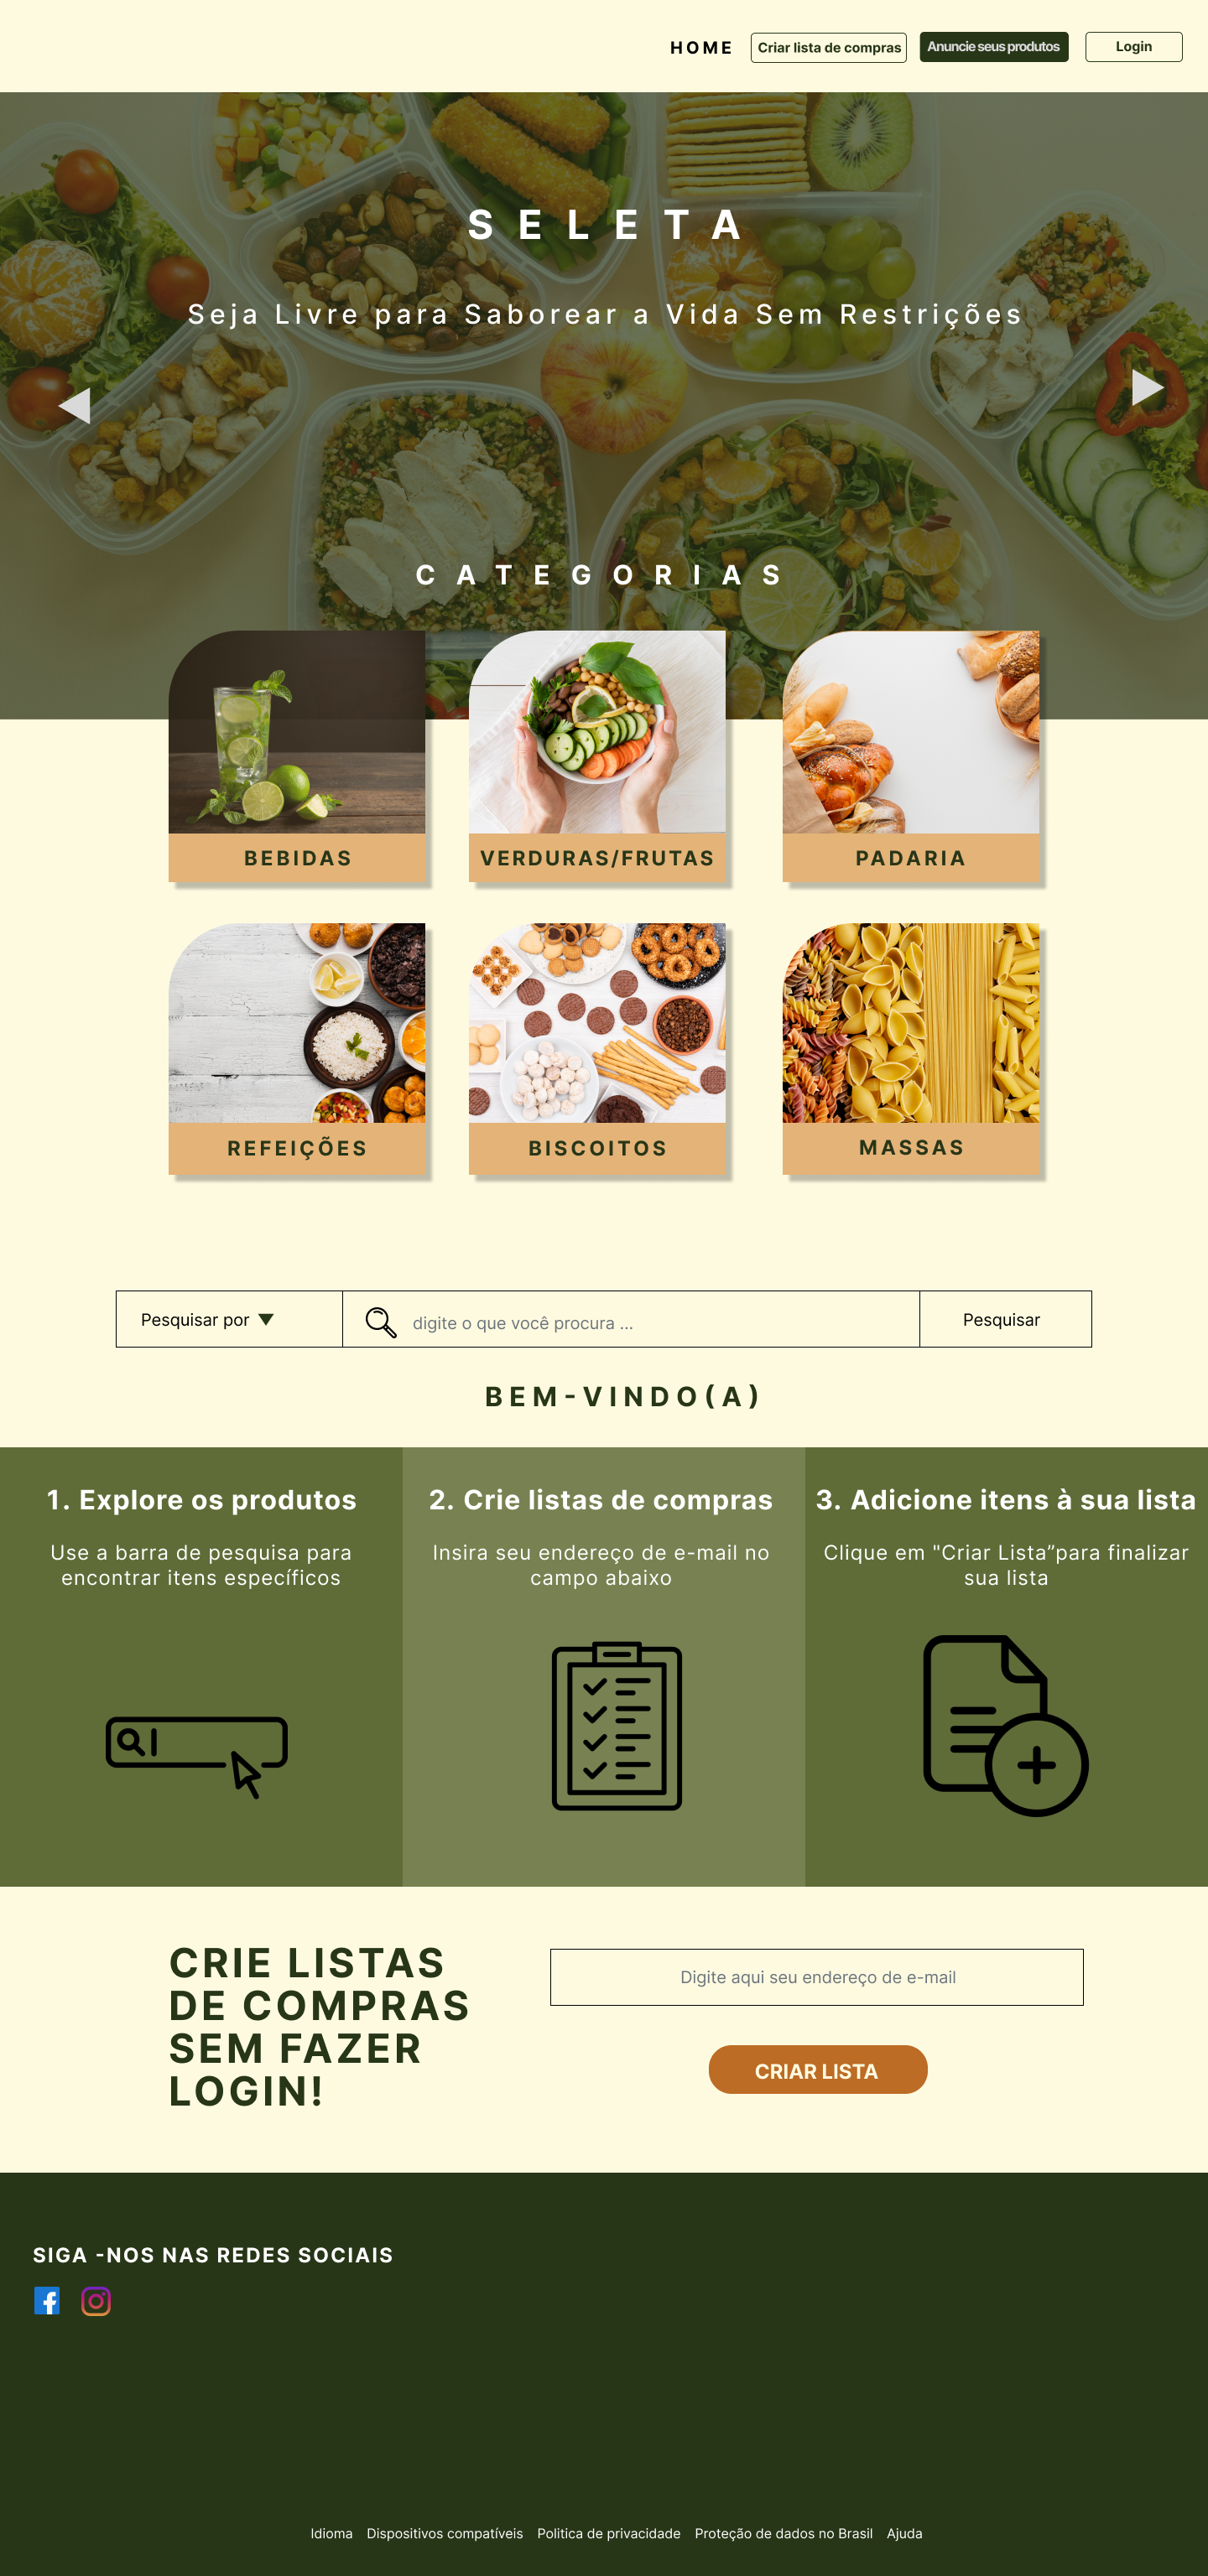 HOME
Criar lista de compras
Anuncie seus produtos
Login
SELETA
Seja Livre para Saborear a Vida Sem Restrições
CATEGORIAS
BEBIDAS
VERDURAS/FRUTAS
PADARIA
REFEIÇÕES
BISCOITOS
MASSAS
Pesquisar por
digite o que você procura ...
Pesquisar
BEM-VINDO(A)
1. Explore os produtos
Use a barra de pesquisa para
encontrar itens específicos
2. Crie listas de compras
Insira seu endereço de e-mail no
campo abaixo
3. Adicione itens à sua lista
Clique em "Criar Lista”para finalizar
sua lista
CRIE LISTAS
DE COMPRAS
SEM FAZER
LOGIN!
Digite aqui seu endereço de e-mail
CRIAR LISTA
SIGA -NOS NAS REDES SOCIAIS
Idioma
Dispositivos compatíveis
Politica de privacidade
Proteção de dados no Brasil
Ajuda